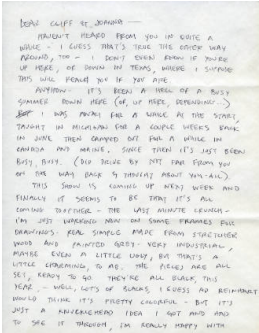 DEAR CLIFF & JOANNA —
HAVEN'T HEARD FROM YOU IN QUITE A
WHILE - I GUESS THAT'S TRUE THE OTHER WAY
AROUND, TOO - I DON'T EVEN KNOW IF YOU'RE
UP HERE, OR DOWN IN TEXAS, WHERE I SUPPOSE
THIS WILL REACH YOU IF YOU ARE
ANYHOW - IT'S BEEN A HELL OF A BUSY
SUMMER DOWN HERE (OR, UP HERE, DEPENDING..)
I WAS AWAY FOR A WHILE AT THE START,
TAUGHT IN MICHIGAN FOR A COUPLE WEEKS BACK
IN JUNE THEN CAMPED OUT FOR A WHILE IN
CANADA AND MAINE, SINCE THEN IT'S JUST BEEN
BUSY, BUSY. (DID DRIVE BY NOT FAR FROM YOU
ON THE WAY BACK & THOUGHT ABOUT YOU-ALL)
THIS SHOW IS COMING UP NEXT WEEK AND
FINALLY IT SEEMS TO BE THAT IT'S ALL
COMING TOGETHER - THE LAST MINUTE CRUNCH -
I'M JUST WORKING NOW ON SOME FRAMES FOR
DRAWINGS - REAL SIMPLE MADE FROM STRETCHER
WOOD AND PAINTED GREY - VERY INDUSTRIAL,
MAYBE EVEN A LITTLE UGLY, BUT THAT'S A
LITTLE CHARMING, TO ME. THE PIECES ARE ALL
SET, READY TO GO. THEY'RE ALL BLACK, THIS
YEAR, - WELL, LOTS OF BLACKS, I GUESS AD REINHARDT
WOULD THINK IT'S PRETTY COLORFUL - BUT IT'S
JUST A KNUCKLEHEAD IDEA I GOT AND HAD
TO SEE IT THROUGH, I'M REALLY HAPPY WITH